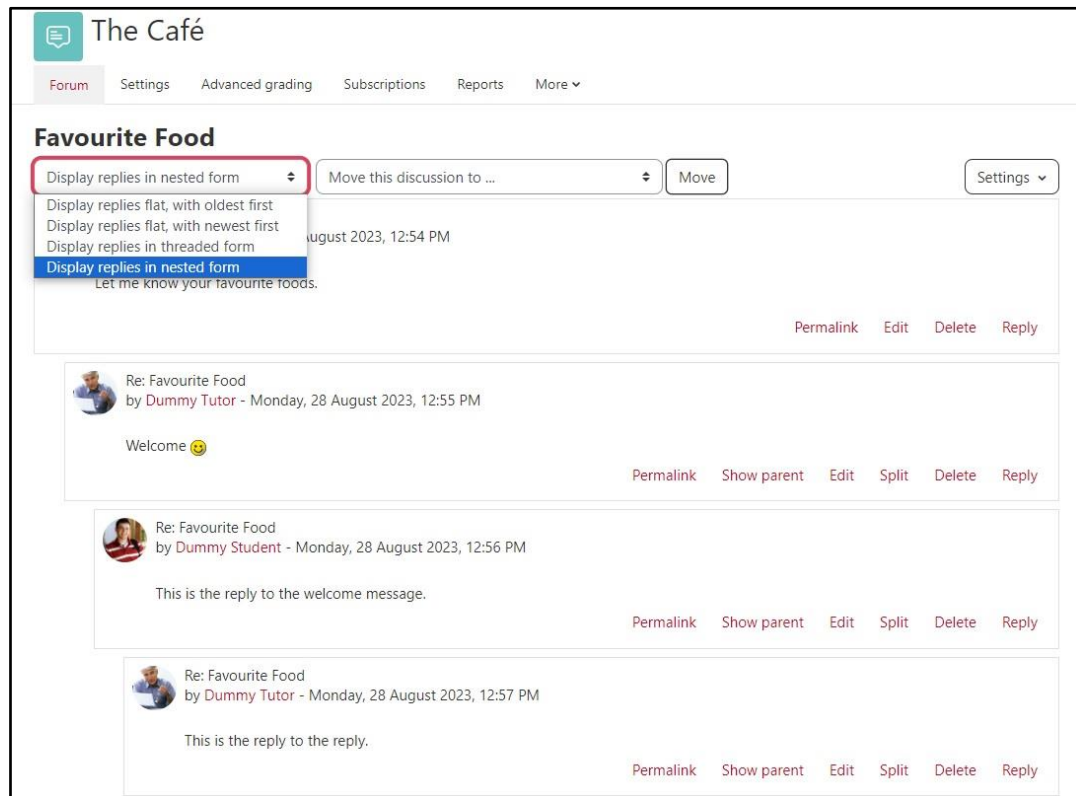 The Café
Forum Settings Advanced grading Subscriptions Reports More
Favourite Food
Display replies in nested form Move this discussion to ... Move Settings
Display replies flat, with oldest first
Display replies flat, with newest first
Display replies in threaded form
Display replies in nested form
ugust 2023, 12:54 PM
Let me know your favourite foods.
Permalink Edit Delete Reply
Re: Favourite Food
by Dummy Tutor - Monday, 28 August 2023, 12:55 PM
Welcome
Permalink Show parent Edit Split Delete Reply
Re: Favourite Food
by Dummy Student - Monday, 28 August 2023, 12:56 PM
This is the reply to the welcome message.
Permalink Show parent Edit Split Delete Reply
Re: Favourite Food
by Dummy Tutor - Monday, 28 August 2023, 12:57 PM
This is the reply to the reply.
Permalink Show parent Edit Split Delete Reply